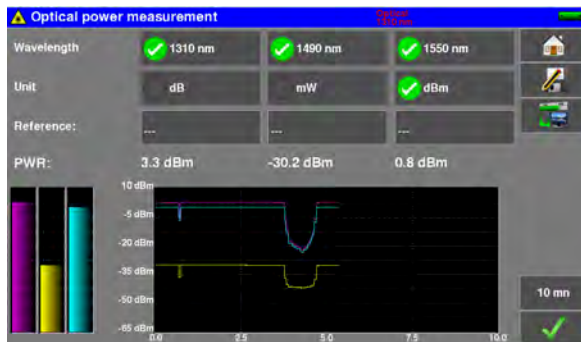 Optical power measurement
Wavelength 1310 nm 1490 nm 1550 nm
Unit dB mW dBm
Reference: --- --- ---
PWR: 3.3 dBm -30.2 dBm 0.8 dBm
10 dBm
-5 dBm
-20 dBm
-35 dBm
-50 dBm
-65 dBm
0.0 2.5 5.0 7.5 10.0
10 mn